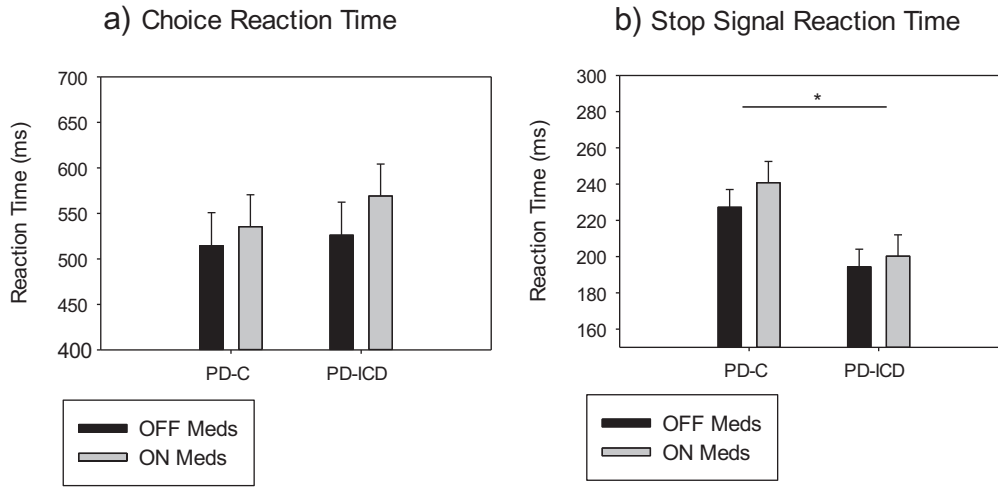 a) Choice Reaction Time
Reaction Time (ms)
700
650
600
550
500
450
400
PD-C PD-ICD
OFF Meds
ON Meds
b) Stop Signal Reaction Time
Reaction Time (ms)
300
280
260
240
220
200
180
160
*
PD-C PD-ICD
OFF Meds
ON Meds